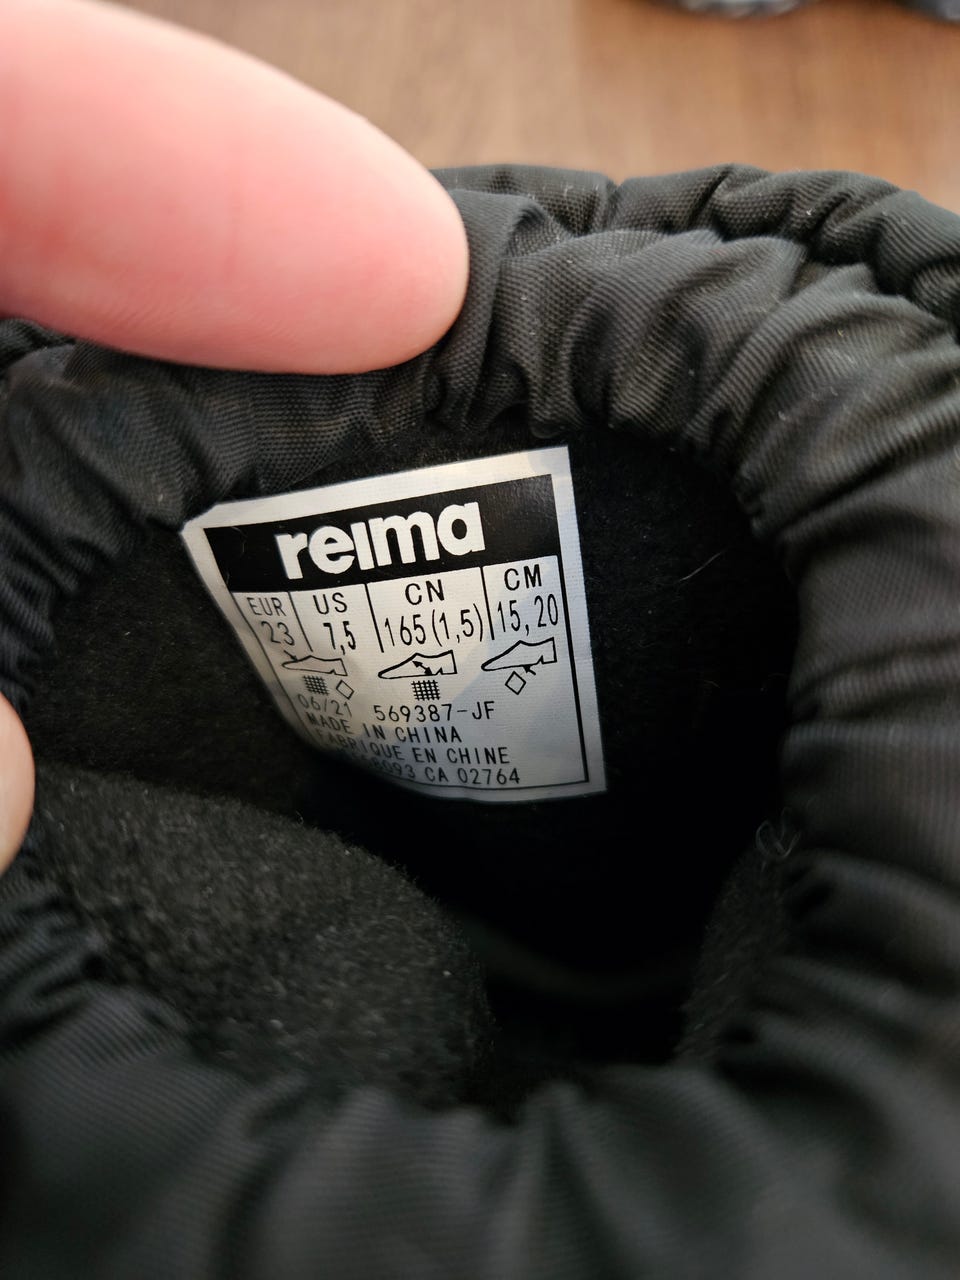 reima
EUR US CN CM
23 7,5 165(1,5) 15,20
06/21 569387-JF
MADE IN CHINA
FABRIQUE EN CHINE
CA 02764